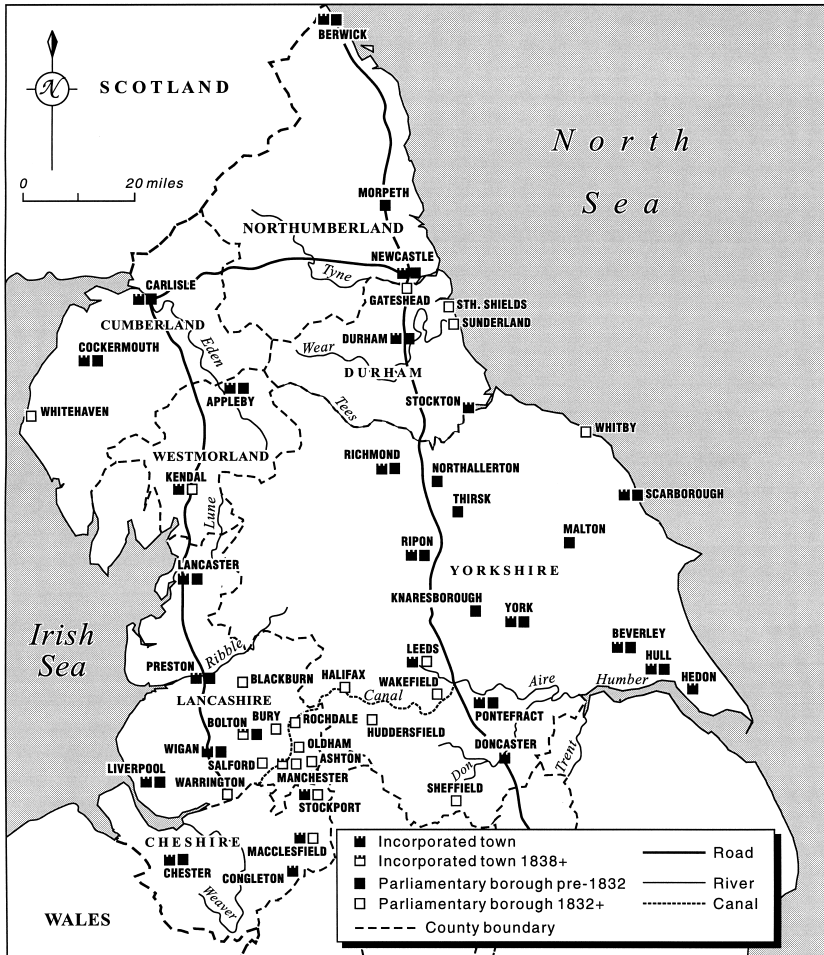 BERWICK
N
SCOTLAND
North
Sea
0 20 miles
MORPETH
NORTHUMBERLAND
NEWCASTLE
Tyne
CARLISLE
GATESHEAD
STH. SHIELDS
SUNDERLAND
CUMBERLAND
Eden
DURHAM
Wear
COCKERMOUTH
DURHAM
APPLEBY
Tees
STOCKTON
WHITEHAVEN
WHITBY
WESTMORLAND
RICHMOND
NORTHALLERTON
KENDAL
SCARBOROUGH
THIRSK
Lune
MALTON
RIPON
LANCASTER
YORKSHIRE
KNARESBOROUGH
YORK
Irish
Sea
BEVERLEY
LEEDS
HULL
PRESTON
Ribble
HALIFAX
WAKEFIELD
Aire
Humber
HEDON
BLACKBURN
Canal
LANCASHIRE
PONTEFRACT
BOLTON
BURY
ROCHDALE
HUDDERSFIELD
WIGAN
OLDHAM
DONCASTER
Trent
SALFORD
ASHTON
Don
LIVERPOOL
WARRINGTON
MANCHESTER
SHEFFIELD
STOCKPORT
CHESHIRE
MACCLESFIELD
CHESTER
CONGLETON
Weaver
WALES
Incorporated town
Incorporated town 1838+
Parliamentary borough pre-1832
Parliamentary borough 1832+
County boundary
Road
River
Canal